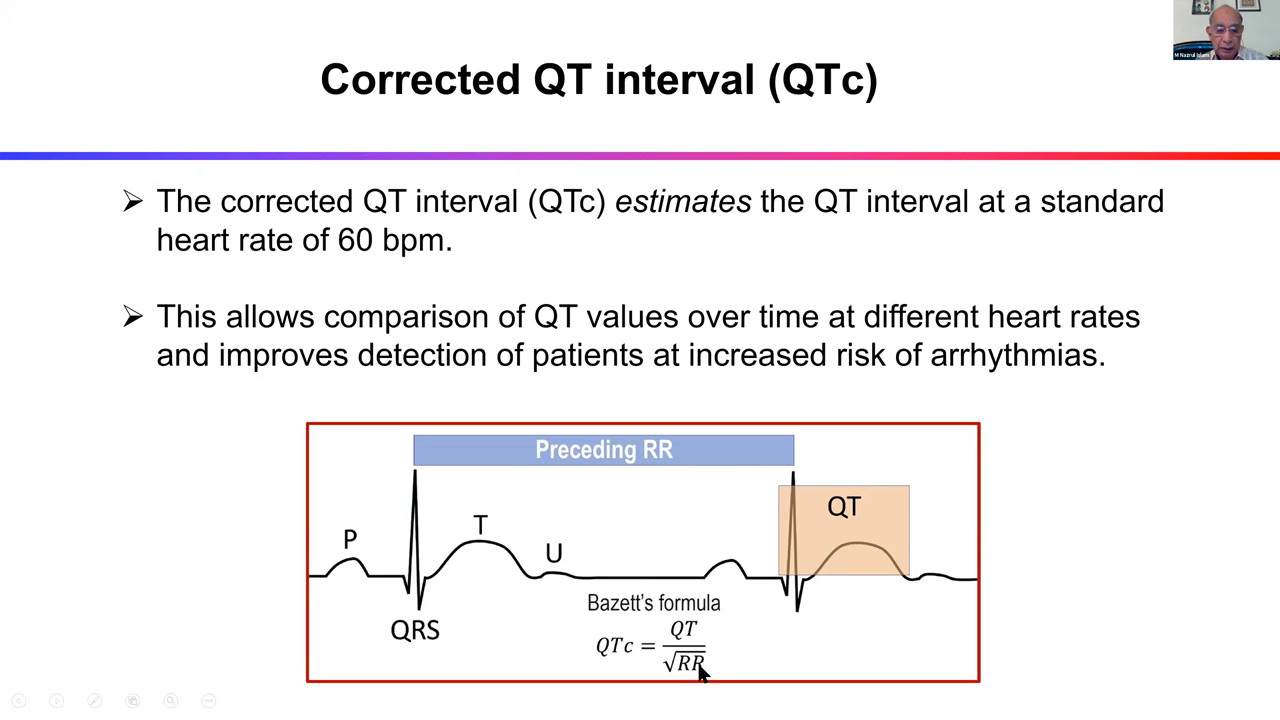 M Nazrul Islam
Corrected QT interval (QTc)
➢ The corrected QT interval (QTc) estimates the QT interval at a standard
heart rate of 60 bpm.
➢ This allows comparison of QT values over time at different heart rates
and improves detection of patients at increased risk of arrhythmias.
Preceding RR
QT
P
T
U
QRS
Bazett's formula
QTc = QT / √RR